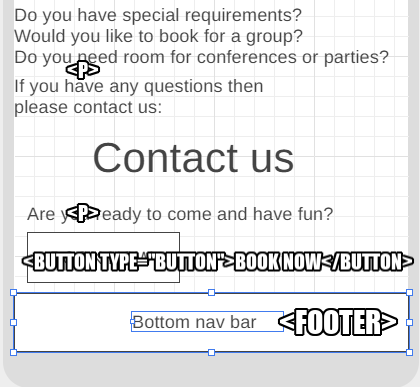 Do you have special requirements?
Would you like to book for a group?
Do you need room for conferences or parties?
<P>
If you have any questions then
please contact us:
Contact us
Are you ready to come and have fun?
<P>
<BUTTON TYPE="BUTTON">BOOK NOW</BUTTON>
Bottom nav bar
<FOOTER>